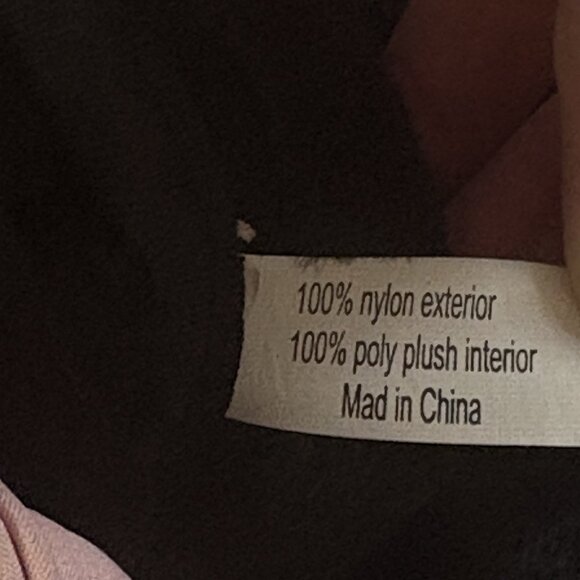 100% nylon exterior
100% poly plush interior
Mad in China